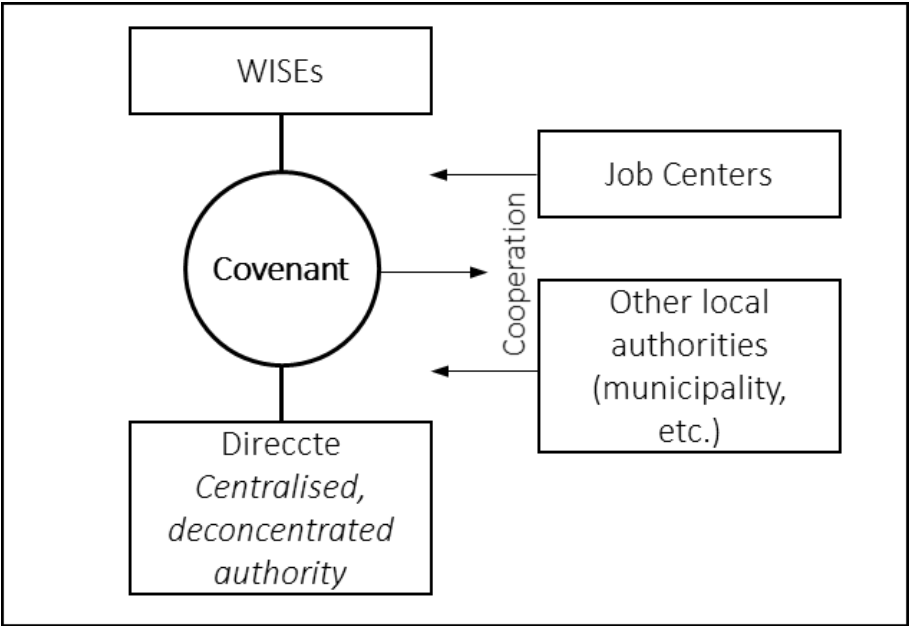 WISEs
Job Centers
Cooperation
Covenant
Other local
authorities
(municipality,
etc.)
Direccte
Centralised,
deconcentrated
authority